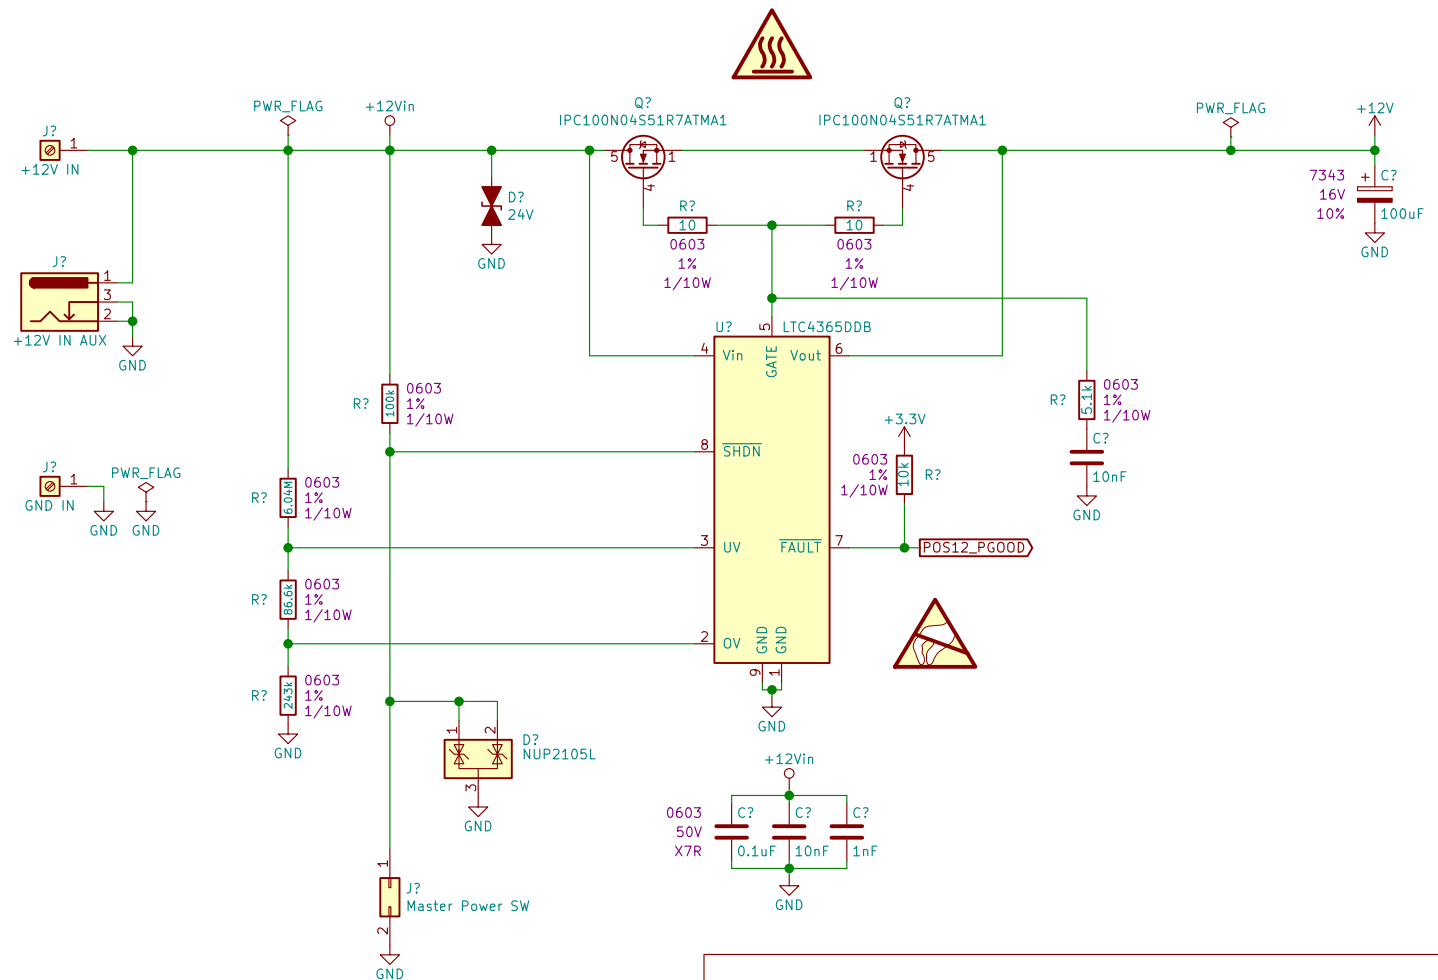 PWR_FLAG
+12Vin
Q?
IPC100N04S51R7ATMA1
Q?
IPC100N04S51R7ATMA1
PWR_FLAG
+12V
J?
1
+12V IN
5
1
4
1
5
4
D?
24V
GND
R?
10
0603
1%
1/10W
R?
10
0603
1%
1/10W
7343
16V
10%
+
C?
100uF
GND
J?
1
3
2
+12V IN AUX
GND
U?
LTC4365DDB
5
GATE
4
Vin
Vout
6
8
SHDN
3
UV
FAULT
7
2
OV
GND
GND
9
1
GND
R?
100k
0603
1%
1/10W
R?
5.1k
0603
1%
1/10W
C?
10nF
GND
+3.3V
0603
1%
1/10W
10k
R?
POS12_PGOOD
J?
1
GND IN
GND
PWR_FLAG
GND
R?
6.04M
0603
1%
1/10W
R?
86.6k
0603
1%
1/10W
R?
243k
0603
1%
1/10W
GND
1
2
D?
NUP2105L
3
GND
+12Vin
0603
50V
X7R
C?
0.1uF
C?
10nF
C?
1nF
GND
1
J?
Master Power SW
2
GND